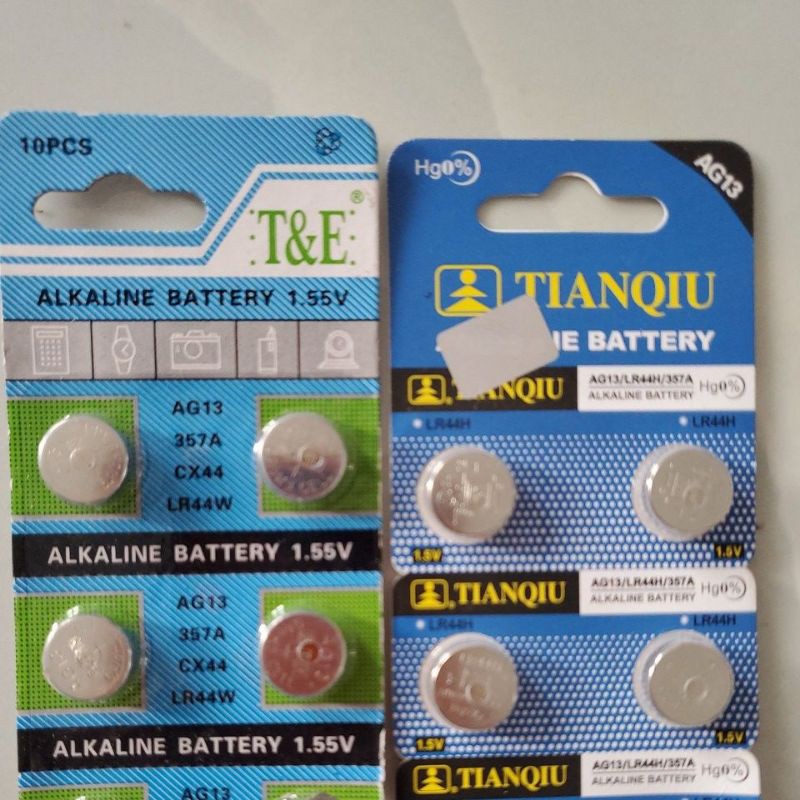 10PCS
T&E®
ALKALINE BATTERY 1.55V
AG13
357A
CX44
LR44W
ALKALINE BATTERY 1.55V
AG13
357A
CX44
LR44W
ALKALINE BATTERY 1.55V
AG13
Hg0%
AG13
TIANQIU
BATTERY
TIANQIU
AG13/LR44H/357A
ALKALINE BATTERY
Hg0%
LR44H
LR44H
1.5V
1.5V
TIANQIU
AG13/LR44H/357A
ALKALINE BATTERY
Hg0%
LR44H
LR44H
1.5V
1.5V
TIANQIU
AG13/LR44H/357A
ALKALINE BATTERY
Hg0%